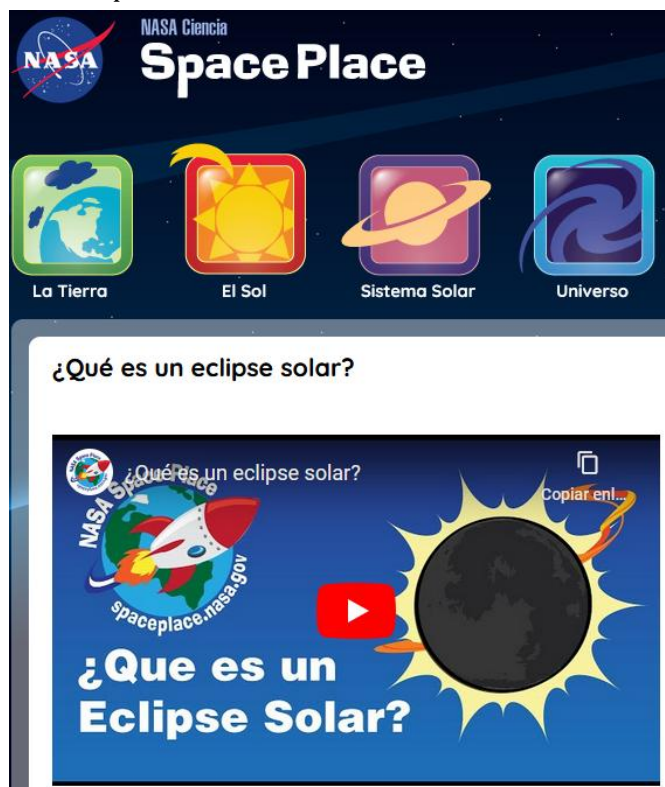 NASA
NASA Ciencia
Space Place
La Tierra
El Sol
Sistema Solar
Universo
¿Qué es un eclipse solar?
¿Qué es un eclipse solar?
Copiar enl...
NASA Space Place
spaceplace.nasa.gov
¿Que es un
Eclipse Solar?